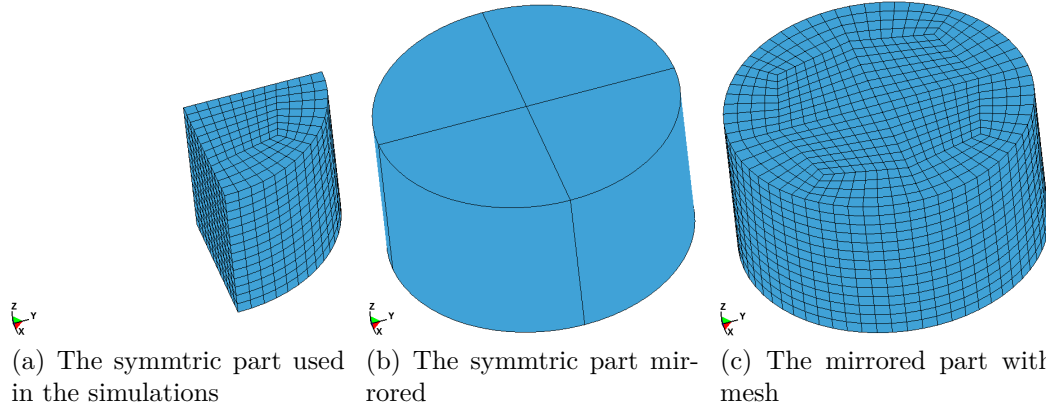 Z
Y
X
Z
Y
X
Z
Y
X
(a) The symmtric part used
in the simulations
(b) The symmtric part mir-
rored
(c) The mirrored part with
mesh